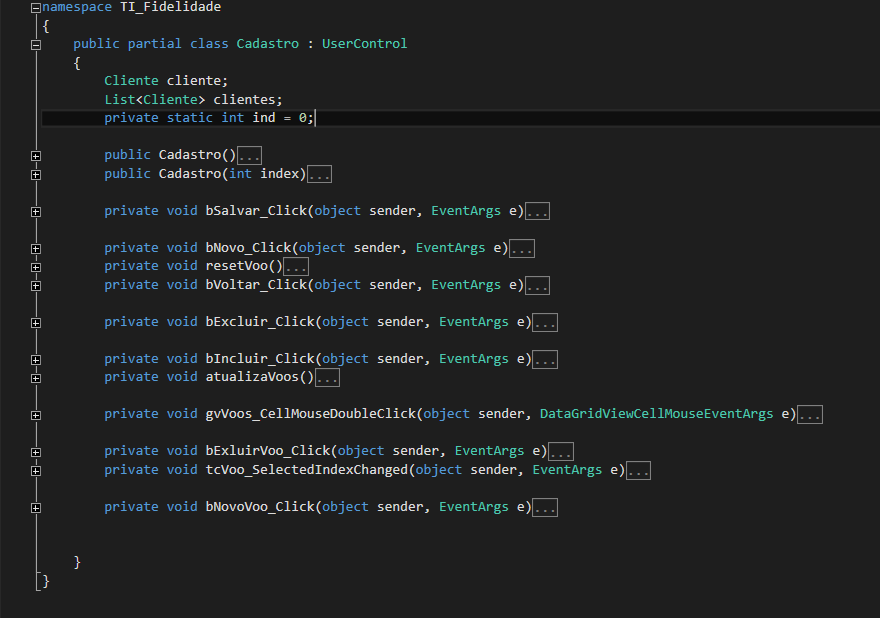 namespace TI_Fidelidade
{
public partial class Cadastro : UserControl
{
Cliente cliente;
List<Cliente> clientes;
private static int ind = 0;
public Cadastro()...
public Cadastro(int index)...
private void bSalvar_Click(object sender, EventArgs e)...
private void bNovo_Click(object sender, EventArgs e)...
private void resetVoo()...
private void bVoltar_Click(object sender, EventArgs e)...
private void bExcluir_Click(object sender, EventArgs e)...
private void bIncluir_Click(object sender, EventArgs e)...
private void atualizaVoos()...
private void gvVoos_CellMouseDoubleClick(object sender, DataGridViewCellMouseEventArgs e)...
private void bExluirVoo_Click(object sender, EventArgs e)...
private void tcVoo_SelectedIndexChanged(object sender, EventArgs e)...
private void bNovoVoo_Click(object sender, EventArgs e)...
}
}